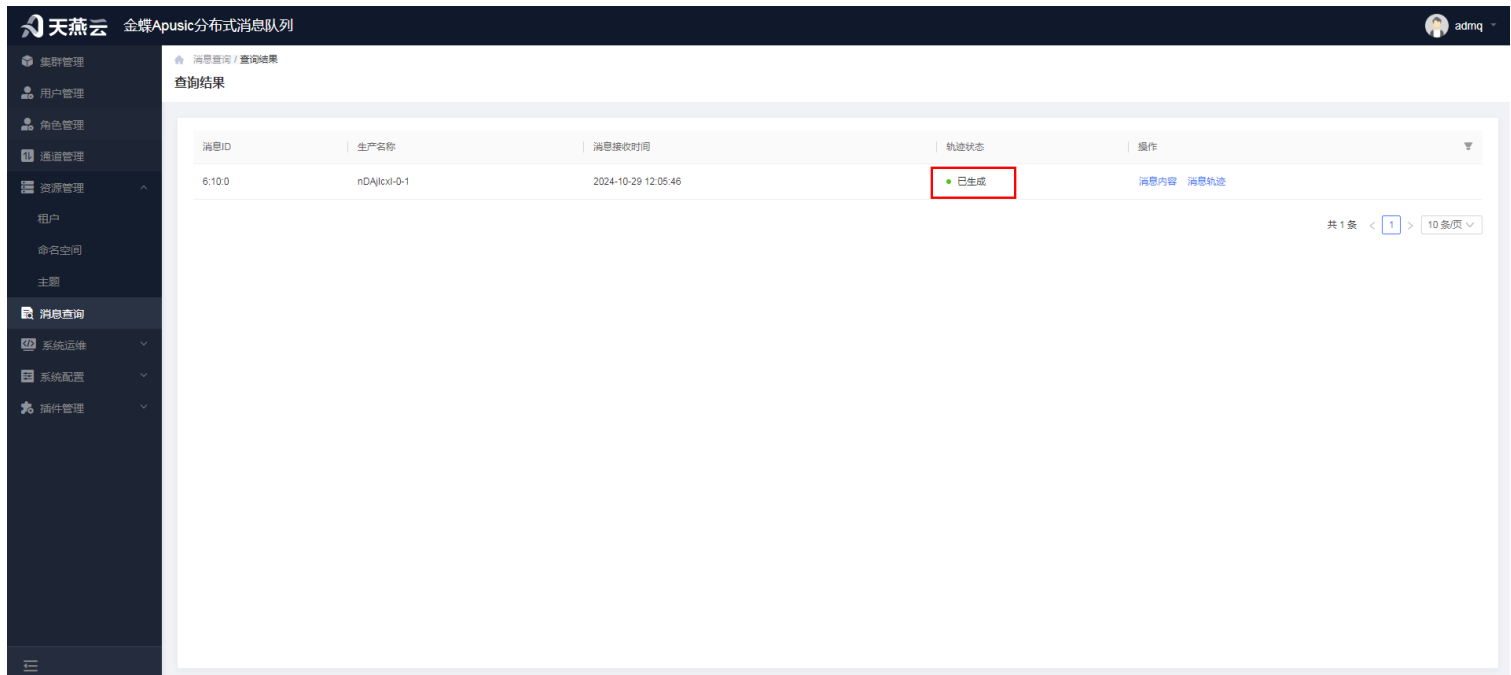 天燕云 金蝶Apusic分布式消息队列 admq
集群管理
用户管理
角色管理
通道管理
资源管理
租户
命名空间
主题
消息查询
系统运维
系统配置
插件管理
消息查询 / 查询结果
查询结果
消息ID 生产名称 消息接收时间 轨迹状态 操作
6:10:0 nDAjlcxl-0-1 2024-10-29 12:05:46 已生成 消息内容 消息轨迹
共 1 条 < 1 > 10 条/页